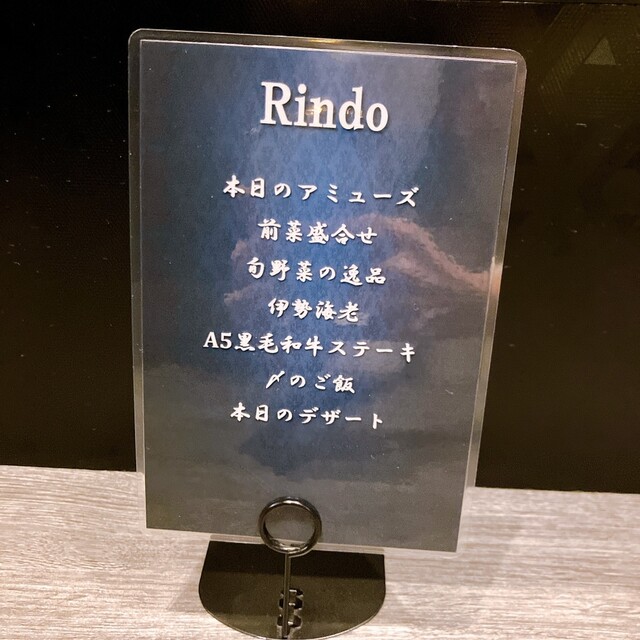 Rindo
本日のアミューズ
前菜盛合せ
旬野菜の逸品
伊勢海老
A5黒毛和牛ステーキ
〆のご飯
本日のデザート